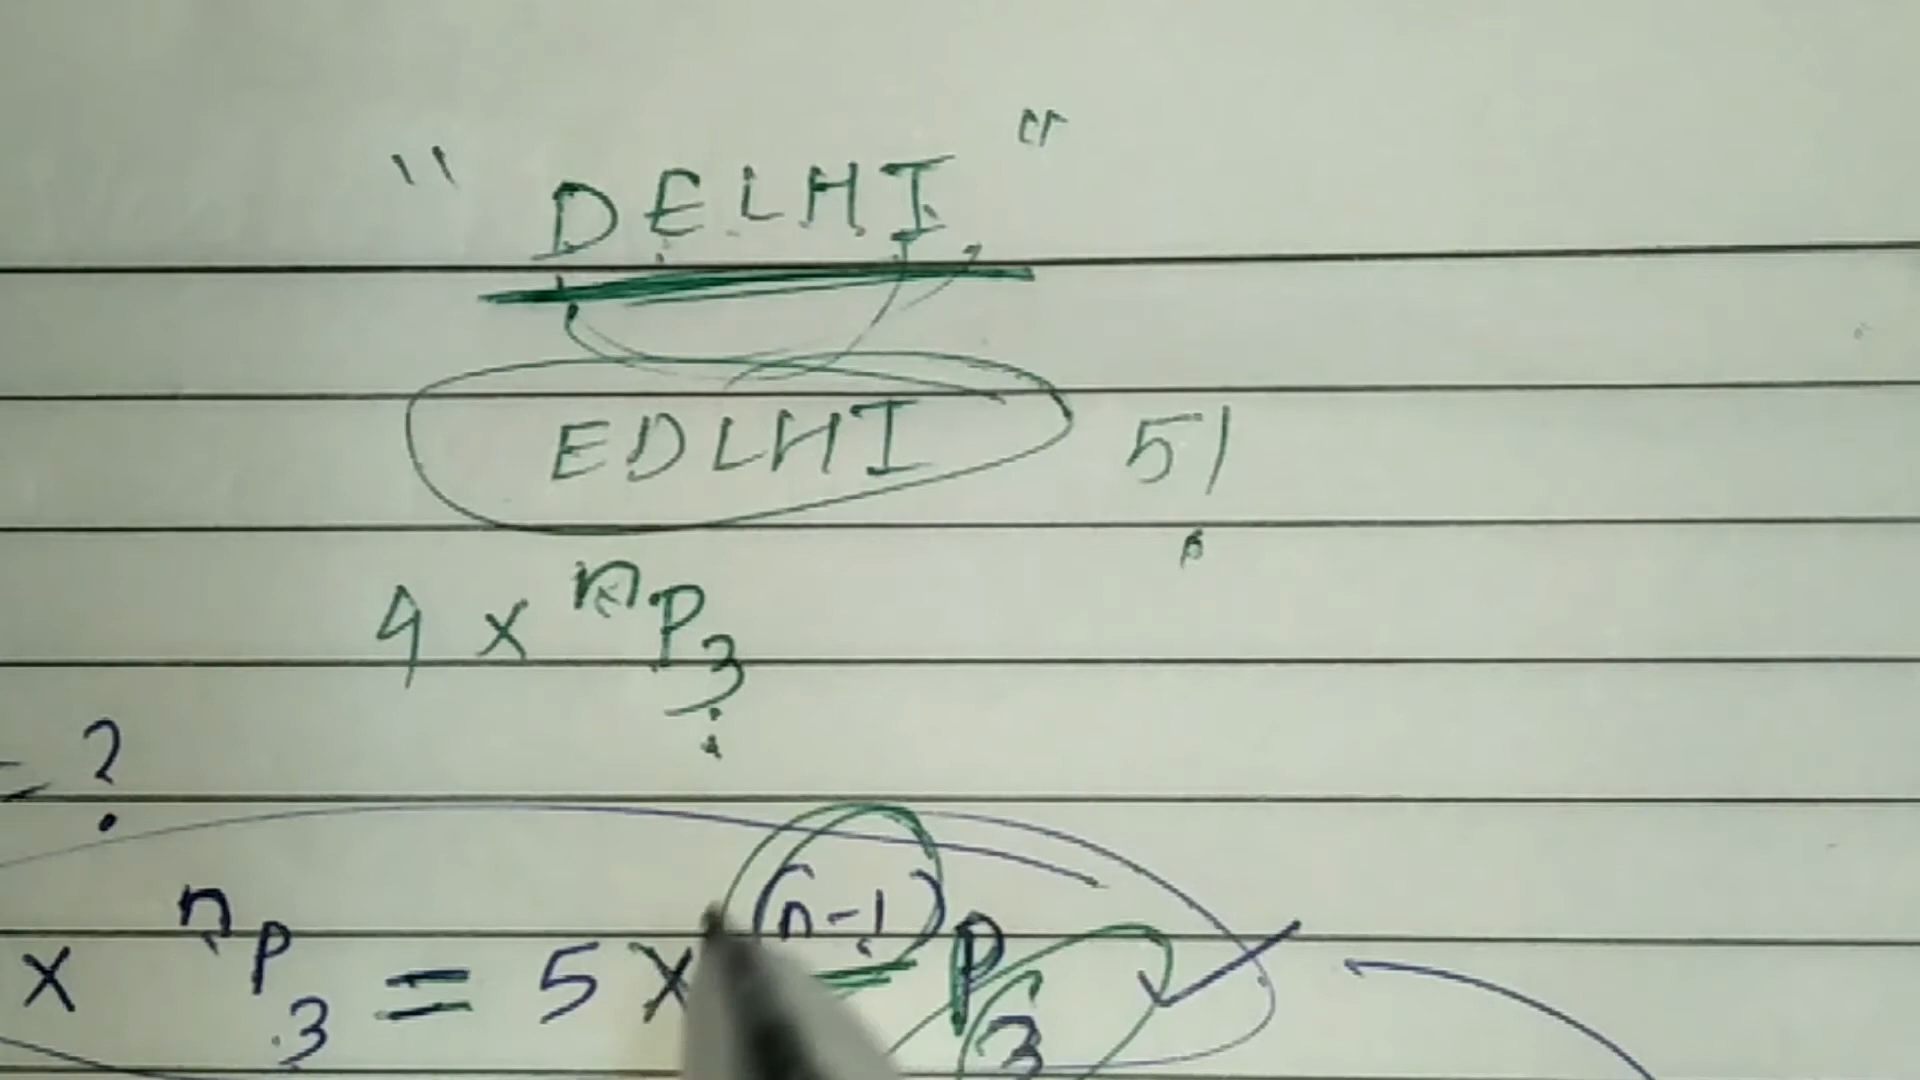 " DELHI "
EDLHI 5!
4 × ⁿP₃
= ?
× ⁿP₃ = 5 × ⁽ⁿ⁻¹⁾P₃